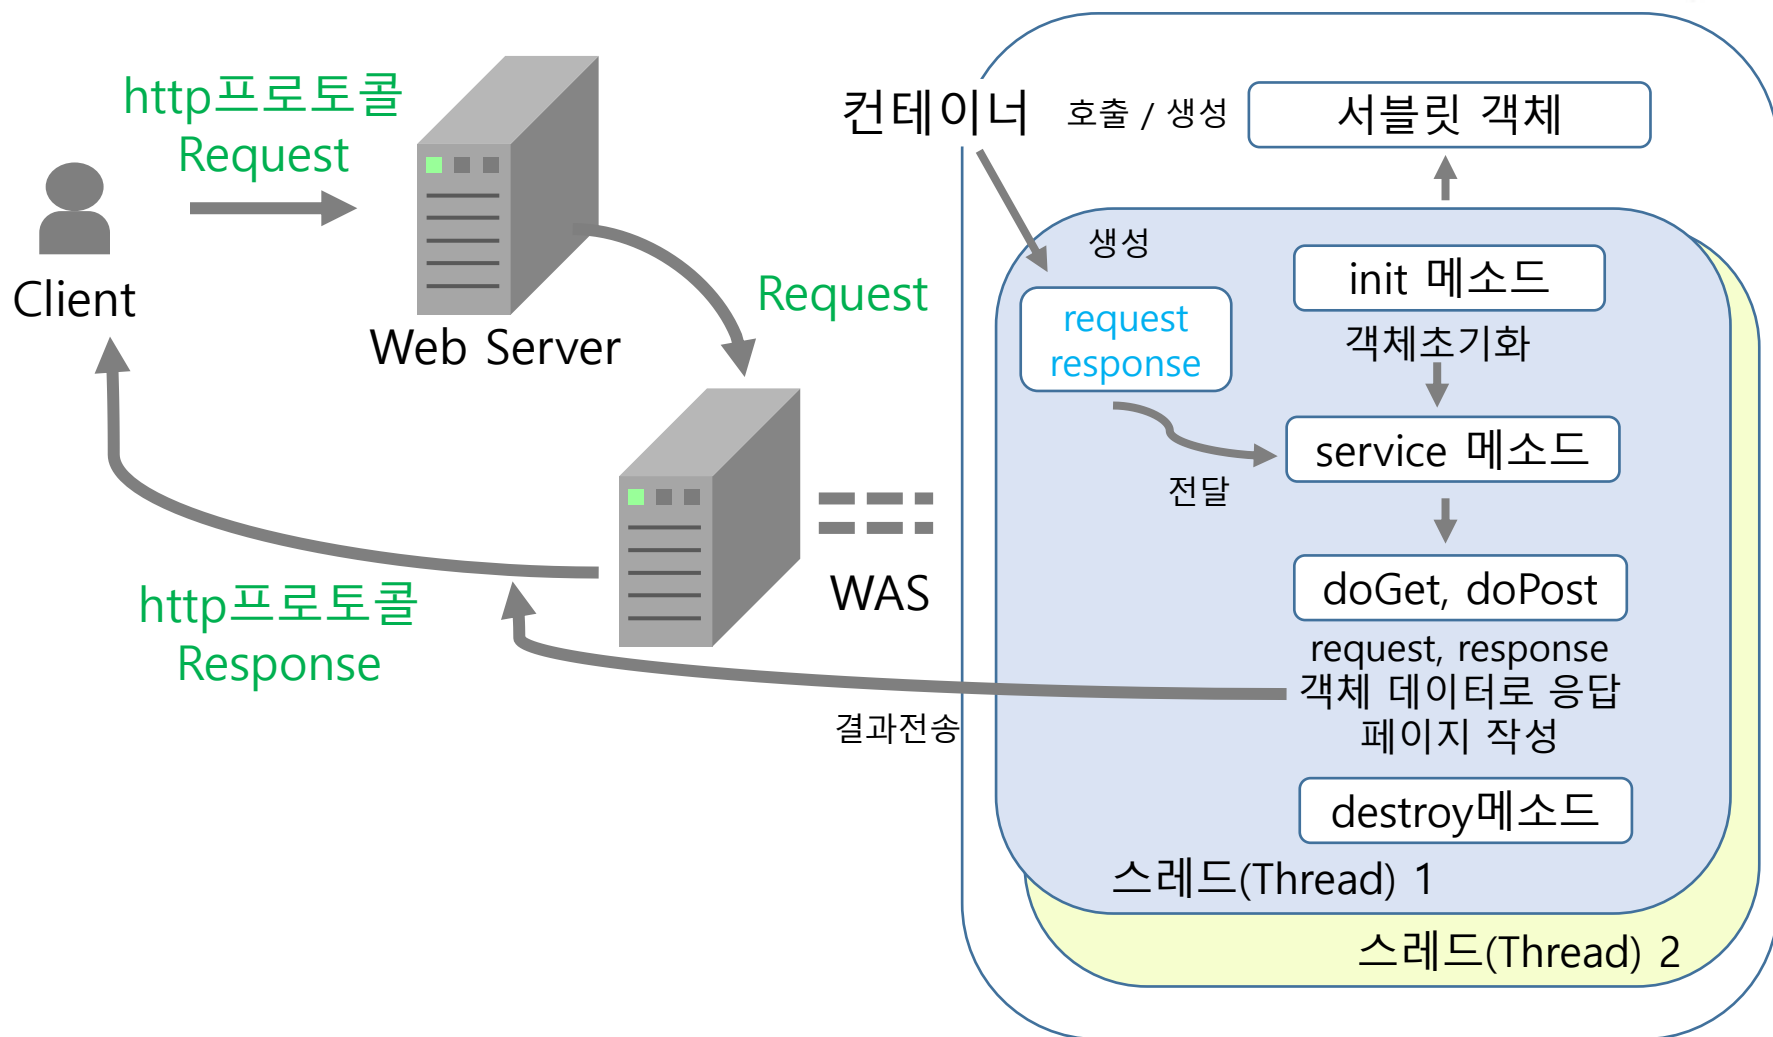 http프로토콜
Request
Client
Web Server
Request
http프로토콜
Response
WAS
결과전송
컨테이너
호출 / 생성
서블릿 객체
생성
request
response
전달
init 메소드
객체초기화
service 메소드
doGet, doPost
request, response
객체 데이터로 응답
페이지 작성
destroy메소드
스레드(Thread) 1
스레드(Thread) 2